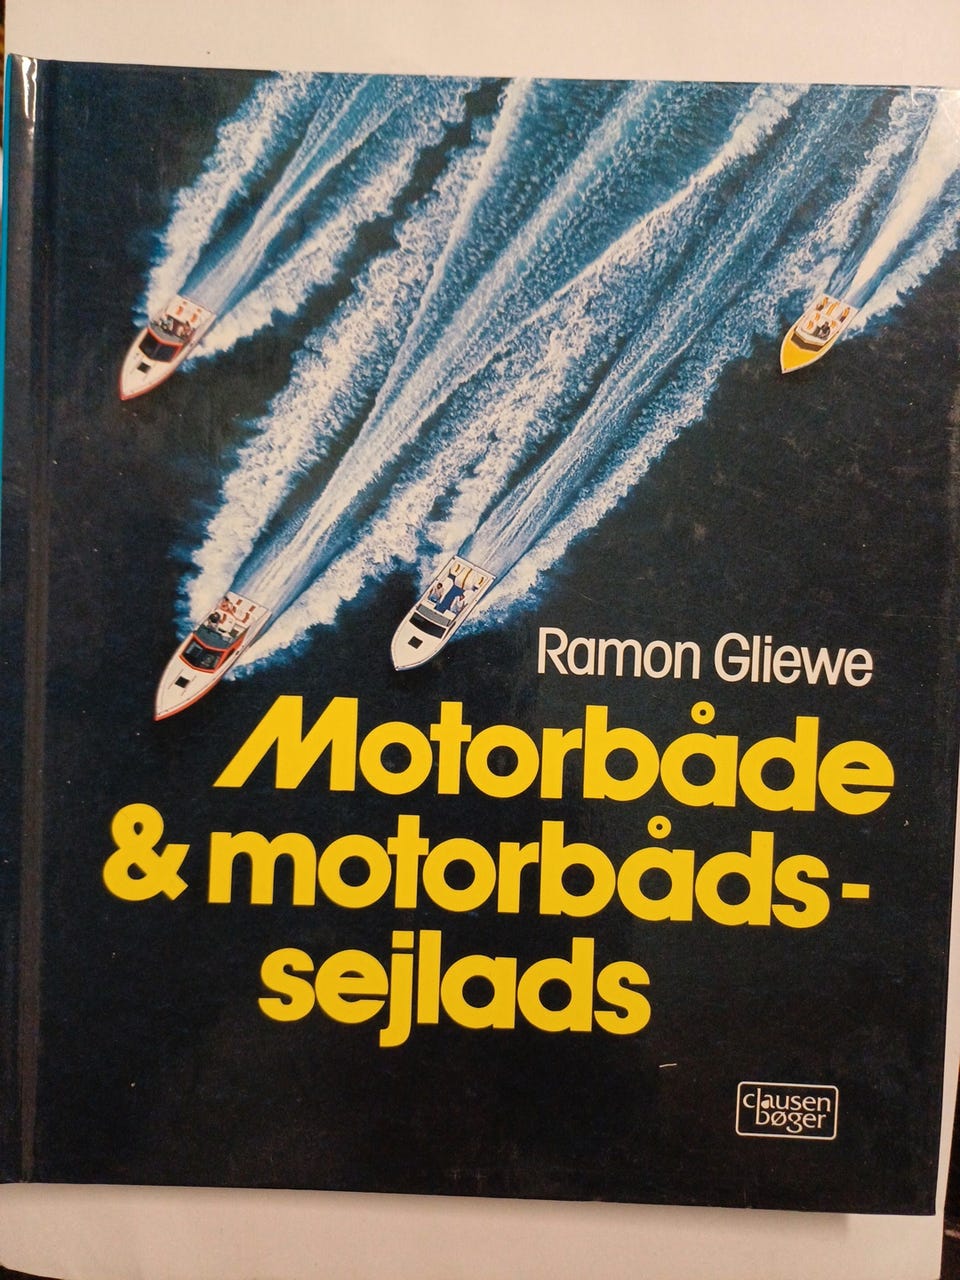 Ramon Gliewe
Motorbåde
& motorbåds-
sejlads
clausen
bøger